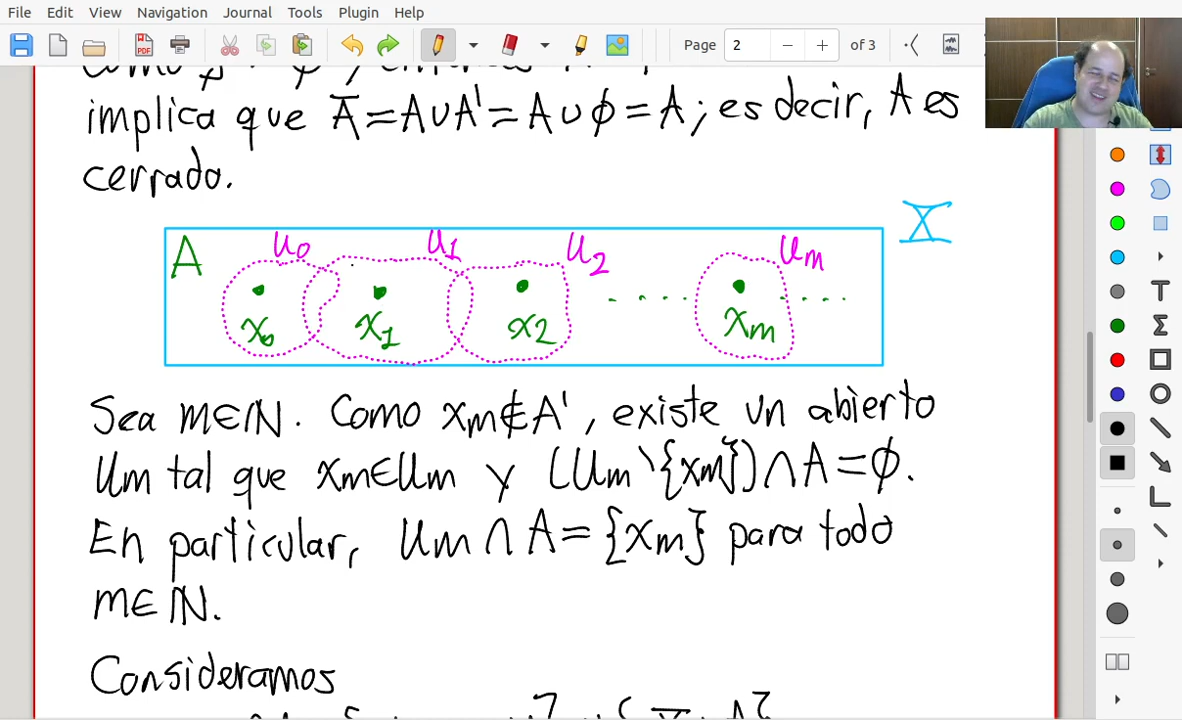 File Edit View Navigation Journal Tools Plugin Help
Page 2 of 3
implica que A̅=A∪A'=A∪ϕ=A; es decir, A es
cerrado.
X
A U0 U1 U2 Um
x0 x1 x2 ..... xm ....
Sea m∈ℕ. Como xm∉A', existe un abierto
Um tal que xm∈Um y (Um\{xm})∩A=ϕ.
En particular, Um∩A={xm} para todo
m∈ℕ.
Consideramos